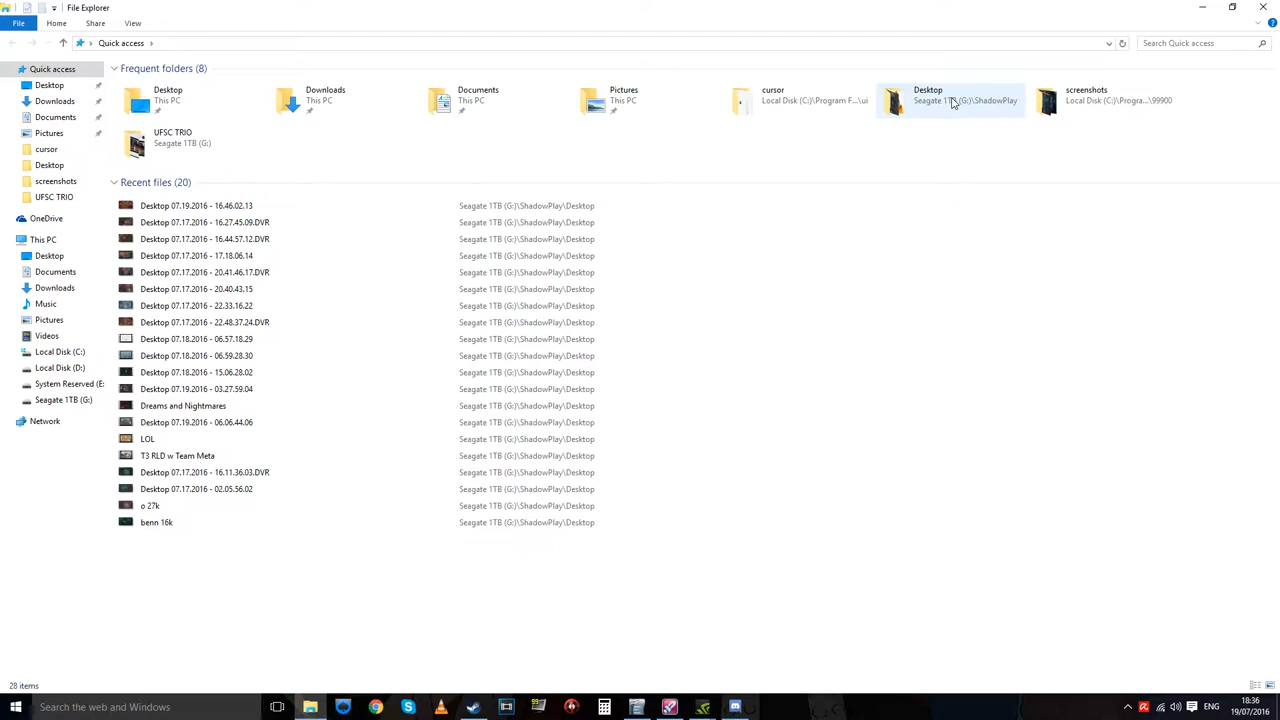 File Explorer
File Home Share View
Quick access
Search Quick access
Quick access
Desktop
Downloads
Documents
Pictures
cursor
Desktop
screenshots
UFSC TRIO
OneDrive
This PC
Desktop
Documents
Downloads
Music
Pictures
Videos
Local Disk (C:)
Local Disk (D:)
System Reserved (E:
Seagate 1TB (G:)
Network
Frequent folders (8)
Desktop
This PC
Downloads
This PC
Documents
This PC
Pictures
This PC
cursor
Local Disk (C:)\Program F...\ui
Desktop
Seagate 1TB (G:)\ShadowPlay
screenshots
Local Disk (C:)\Progra...\99900
UFSC TRIO
Seagate 1TB (G:)
Recent files (20)
Desktop 07.19.2016 - 16.46.02.13 Seagate 1TB (G:)\ShadowPlay\Desktop
Desktop 07.17.2016 - 16.27.45.09.DVR Seagate 1TB (G:)\ShadowPlay\Desktop
Desktop 07.17.2016 - 16.44.57.12.DVR Seagate 1TB (G:)\ShadowPlay\Desktop
Desktop 07.17.2016 - 17.18.06.14 Seagate 1TB (G:)\ShadowPlay\Desktop
Desktop 07.17.2016 - 20.41.46.17.DVR Seagate 1TB (G:)\ShadowPlay\Desktop
Desktop 07.17.2016 - 20.40.43.15 Seagate 1TB (G:)\ShadowPlay\Desktop
Desktop 07.17.2016 - 22.33.16.22 Seagate 1TB (G:)\ShadowPlay\Desktop
Desktop 07.17.2016 - 22.48.37.24.DVR Seagate 1TB (G:)\ShadowPlay\Desktop
Desktop 07.18.2016 - 06.57.18.29 Seagate 1TB (G:)\ShadowPlay\Desktop
Desktop 07.18.2016 - 06.59.28.30 Seagate 1TB (G:)\ShadowPlay\Desktop
Desktop 07.18.2016 - 15.06.28.02 Seagate 1TB (G:)\ShadowPlay\Desktop
Desktop 07.19.2016 - 03.27.59.04 Seagate 1TB (G:)\ShadowPlay\Desktop
Dreams and Nightmares Seagate 1TB (G:)\ShadowPlay\Desktop
Desktop 07.19.2016 - 06.06.44.06 Seagate 1TB (G:)\ShadowPlay\Desktop
LOL Seagate 1TB (G:)\ShadowPlay\Desktop
T3 RLD w Team Meta Seagate 1TB (G:)\ShadowPlay\Desktop
Desktop 07.17.2016 - 16.11.36.03.DVR Seagate 1TB (G:)\ShadowPlay\Desktop
Desktop 07.17.2016 - 02.05.56.02 Seagate 1TB (G:)\ShadowPlay\Desktop
o 27k Seagate 1TB (G:)\ShadowPlay\Desktop
benn 16k Seagate 1TB (G:)\ShadowPlay\Desktop
28 items
Search the web and Windows
ENG
18:36
19/07/2016